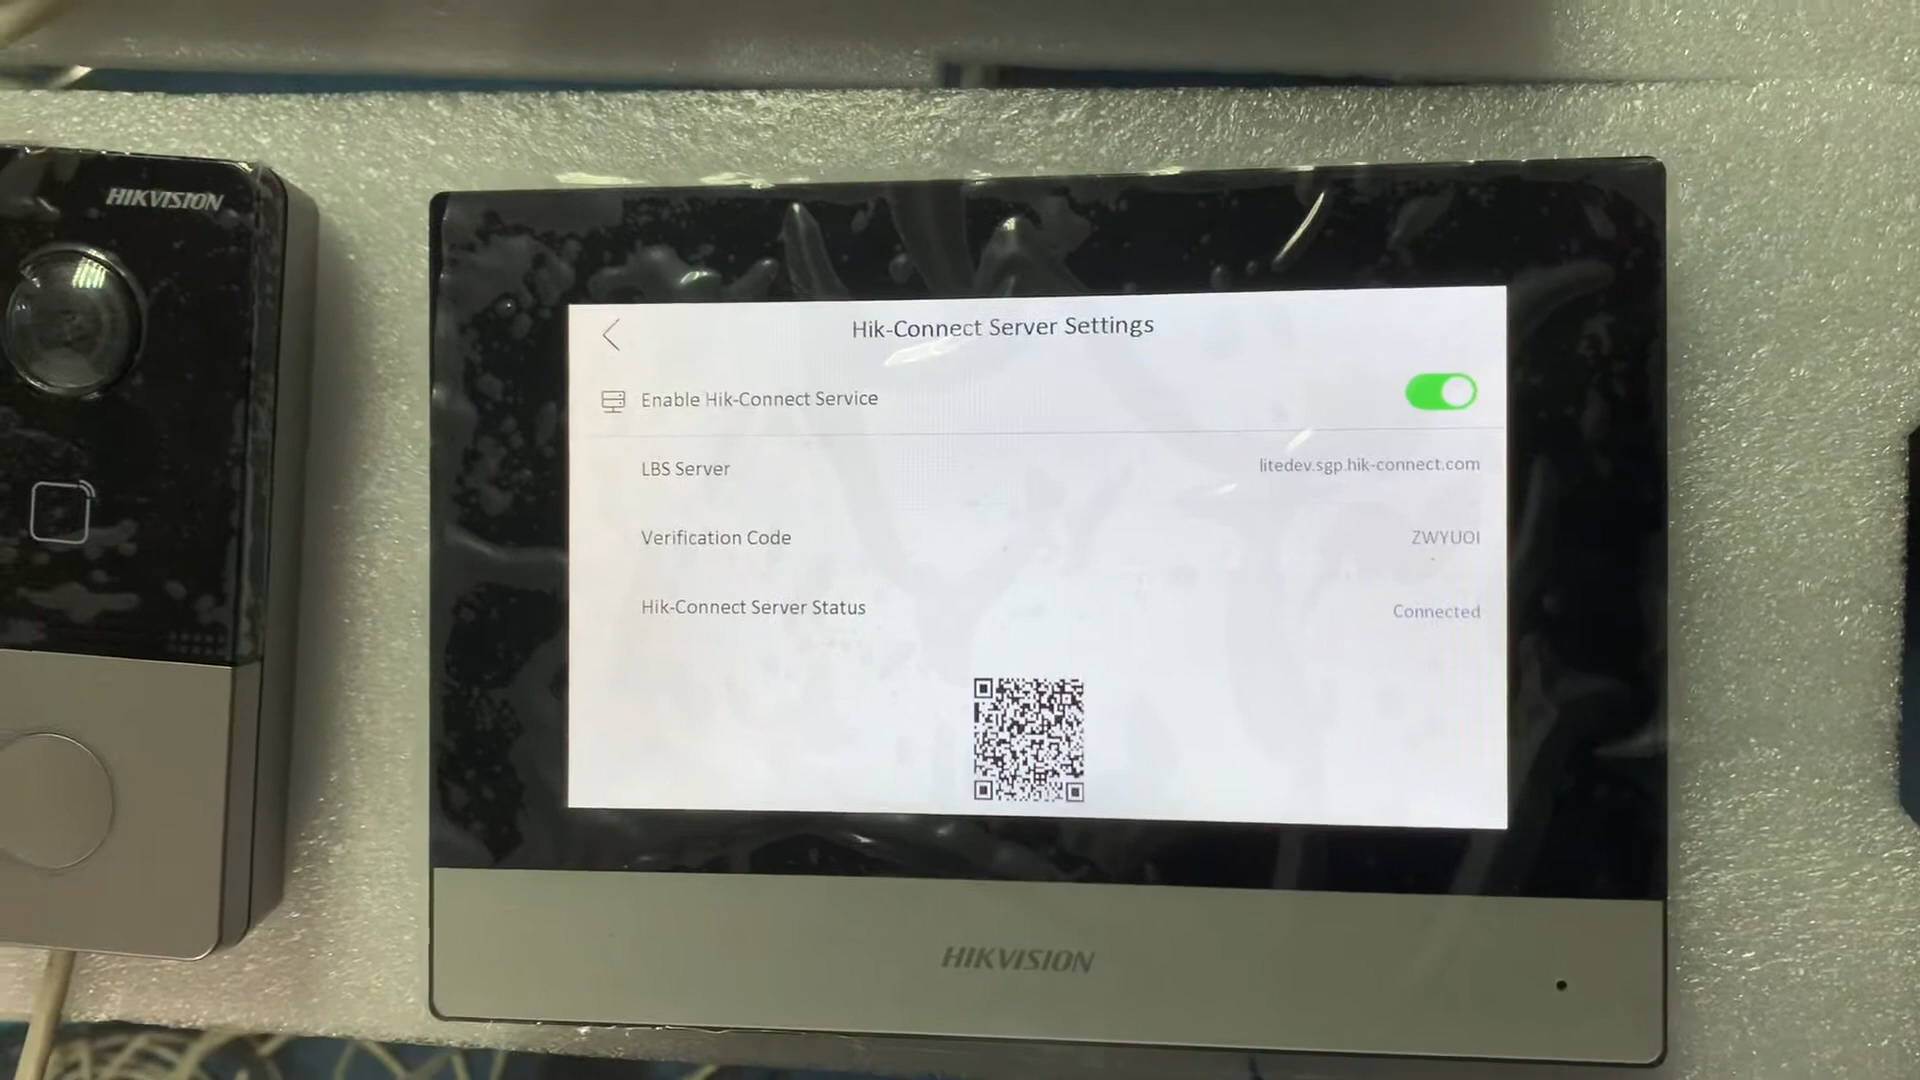 HIKVISION
Hik-Connect Server Settings
Enable Hik-Connect Service
LBS Server
litedev.sgp.hik-connect.com
Verification Code
ZWYUOI
Hik-Connect Server Status
Connected
HIKVISION